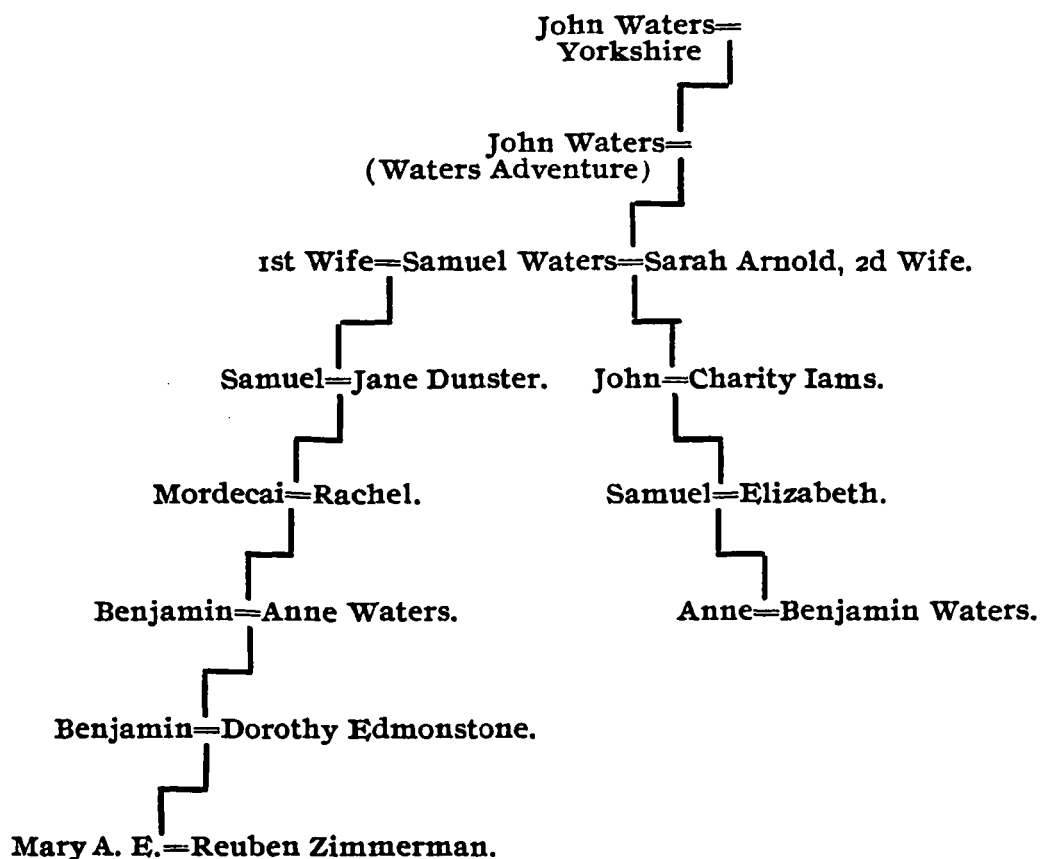 John Waters=
Yorkshire
John Waters=
(Waters Adventure)
1st Wife=Samuel Waters=Sarah Arnold, 2d Wife.
Samuel=Jane Dunster. John=Charity Iams.
Mordecai=Rachel. Samuel=Elizabeth.
Benjamin=Anne Waters. Anne=Benjamin Waters.
Benjamin=Dorothy Edmonstone.
Mary A. E.=Reuben Zimmerman.